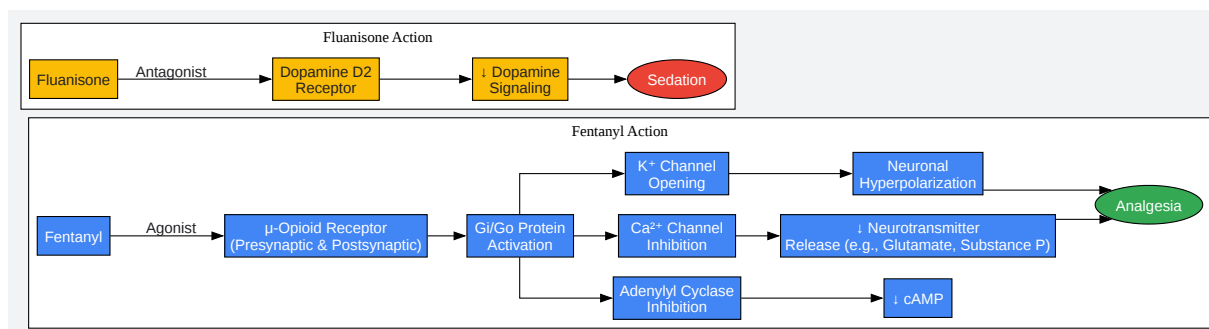 Fluanisone Action
Fluanisone
Antagonist
Dopamine D2
Receptor
↓ Dopamine
Signaling
Sedation
Fentanyl Action
Fentanyl
Agonist
μ-Opioid Receptor
(Presynaptic & Postsynaptic)
Gi/Go Protein
Activation
K⁺ Channel
Opening
Neuronal
Hyperpolarization
Ca²⁺ Channel
Inhibition
↓ Neurotransmitter
Release (e.g., Glutamate, Substance P)
Analgesia
Adenylyl Cyclase
Inhibition
↓ cAMP